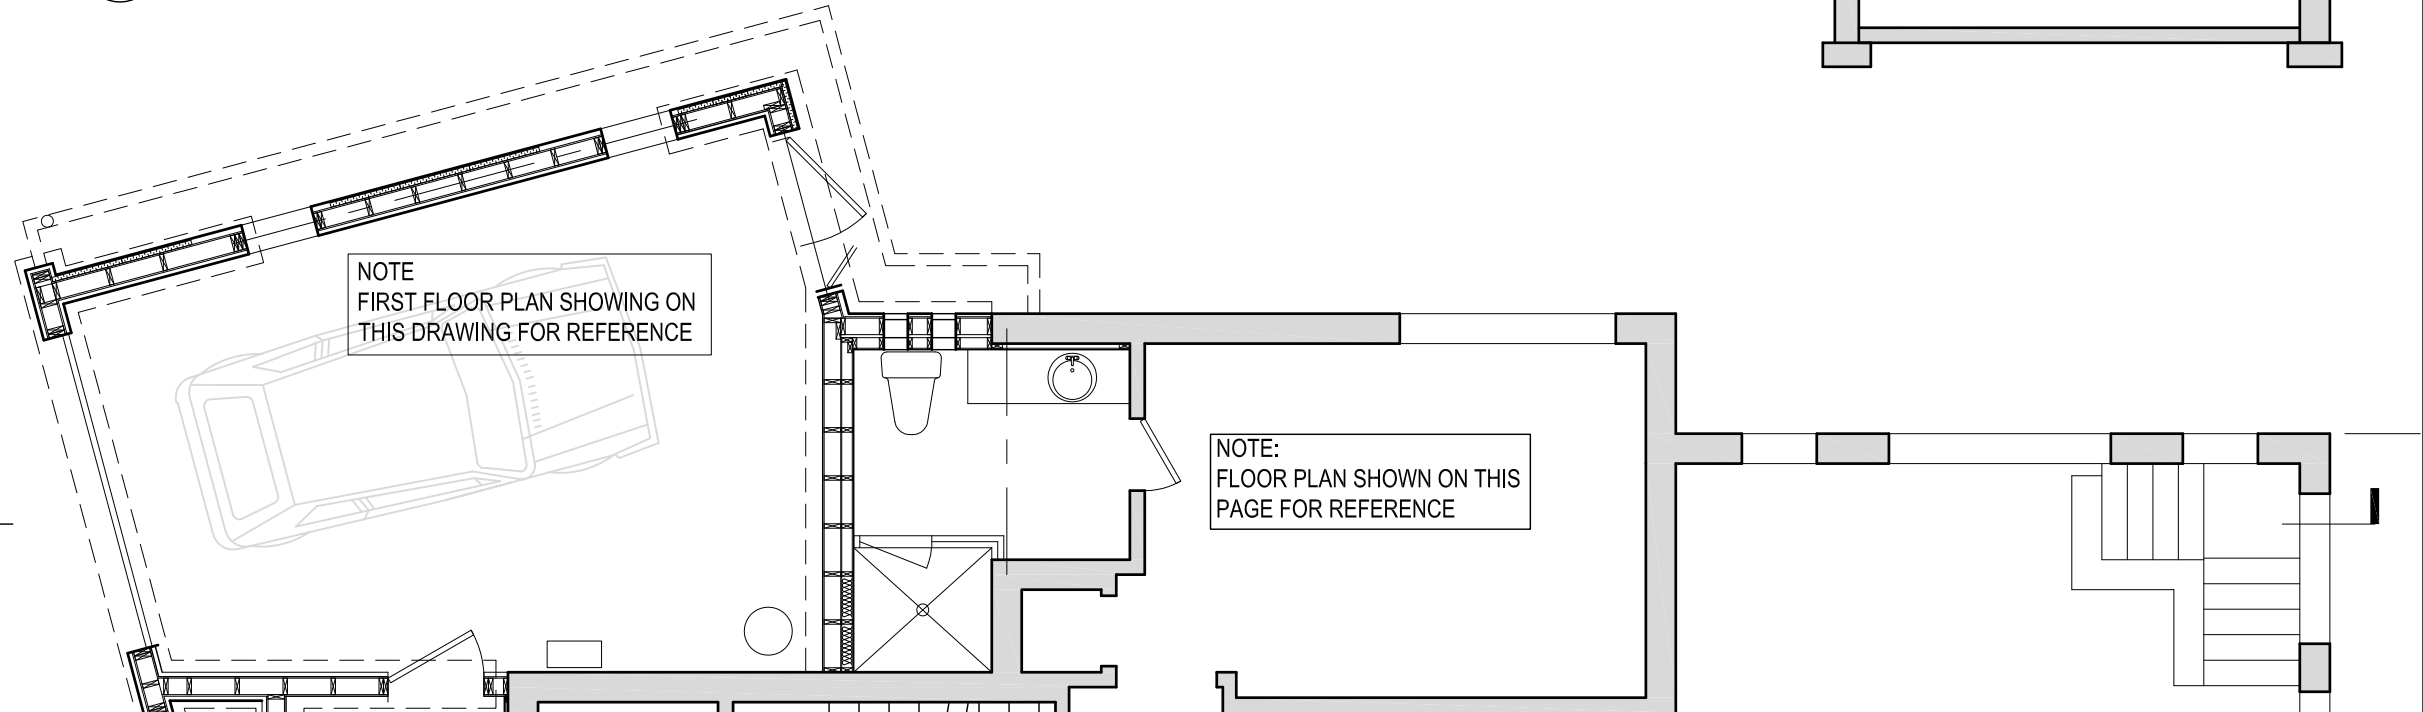 NOTE
FIRST FLOOR PLAN SHOWING ON
THIS DRAWING FOR REFERENCE
NOTE:
FLOOR PLAN SHOWN ON THIS
PAGE FOR REFERENCE